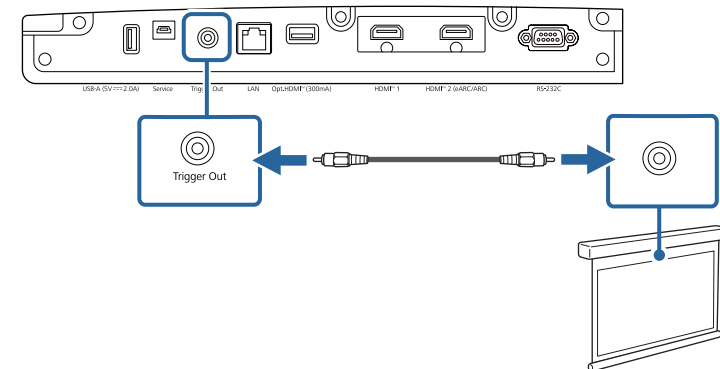 USB-A (5V⎓2.0A) Service Trigger Out LAN Opt.HDMI™ (300mA) HDMI™ 1 HDMI™ 2 (eARC/ARC) RS-232C
Trigger Out